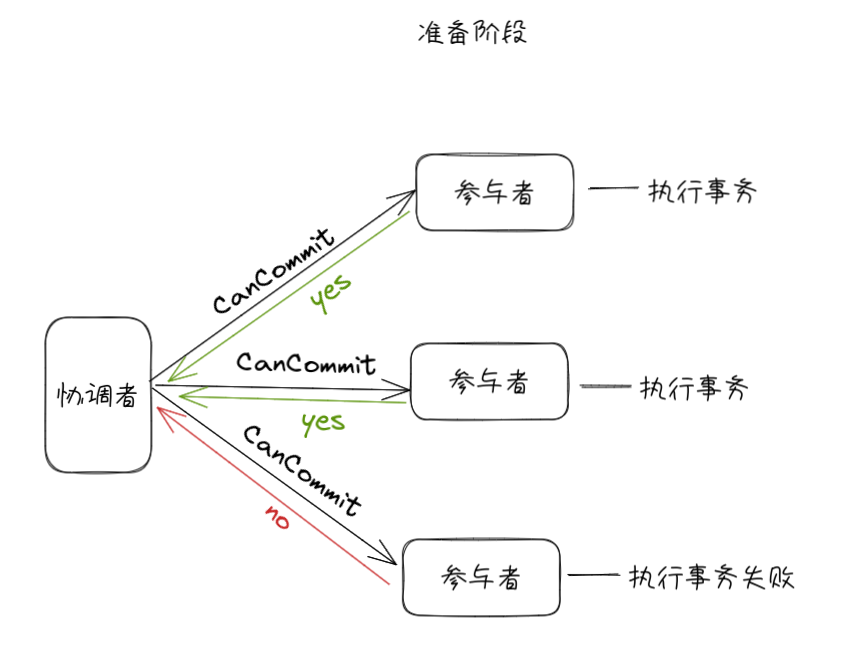 准备阶段
参与者
执行事务
CanCommit
yes
协调者
CanCommit
参与者
执行事务
yes
CanCommit
no
参与者
执行事务失败